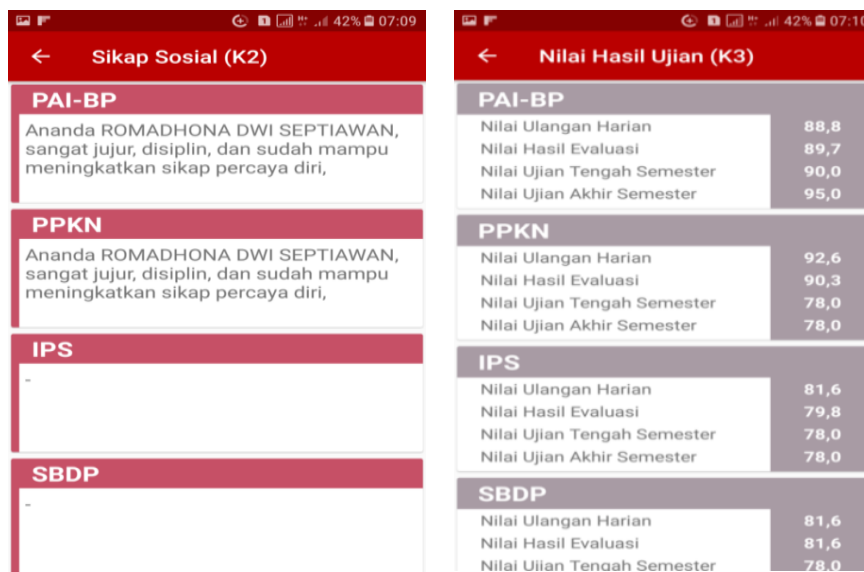 42% 07:09
Sikap Sosial (K2)
PAI-BP
Ananda ROMADHONA DWI SEPTIAWAN,
sangat jujur, disiplin, dan sudah mampu
meningkatkan sikap percaya diri,
PPKN
Ananda ROMADHONA DWI SEPTIAWAN,
sangat jujur, disiplin, dan sudah mampu
meningkatkan sikap percaya diri,
IPS
-
SBDP
-
42% 07:10
Nilai Hasil Ujian (K3)
PAI-BP
Nilai Ulangan Harian 88,8
Nilai Hasil Evaluasi 89,7
Nilai Ujian Tengah Semester 90,0
Nilai Ujian Akhir Semester 95,0
PPKN
Nilai Ulangan Harian 92,6
Nilai Hasil Evaluasi 90,3
Nilai Ujian Tengah Semester 78,0
Nilai Ujian Akhir Semester 78,0
IPS
Nilai Ulangan Harian 81,6
Nilai Hasil Evaluasi 79,8
Nilai Ujian Tengah Semester 78,0
Nilai Ujian Akhir Semester 78,0
SBDP
Nilai Ulangan Harian 81,6
Nilai Hasil Evaluasi 81,6
Nilai Ujian Tengah Semester 78,0